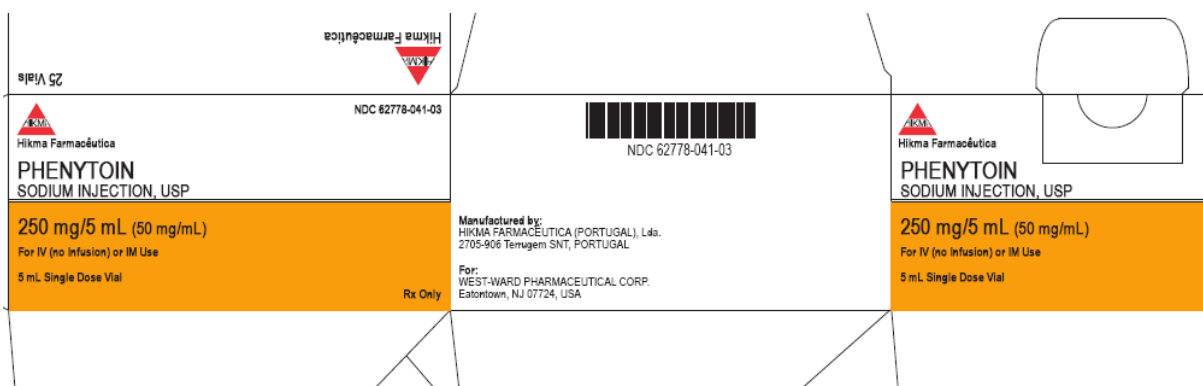 Hikma Farmacêutica
HIKMA
25 Vials
NDC 62778-041-03
HIKMA
Hikma Farmacêutica
PHENYTOIN
SODIUM INJECTION, USP
250 mg/5 mL (50 mg/mL)
For IV (no Infusion) or IM Use
5 mL Single Dose Vial
Rx Only
NDC 62778-041-03
Manufactured by:
HIKMA FARMACÊUTICA (PORTUGAL), Lda.
2705-906 Terrugem SNT, PORTUGAL
For:
WEST-WARD PHARMACEUTICAL CORP.
Eatontown, NJ 07724, USA
HIKMA
Hikma Farmacêutica
PHENYTOIN
SODIUM INJECTION, USP
250 mg/5 mL (50 mg/mL)
For IV (no Infusion) or IM Use
5 mL Single Dose Vial